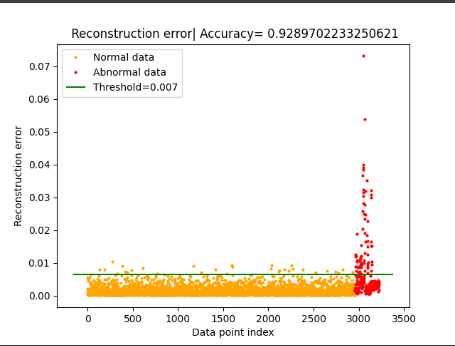 Reconstruction error| Accuracy= 0.9289702233250621
Normal data
Abnormal data
Threshold=0.007
0.07
0.06
0.05
0.04
0.03
0.02
0.01
0.00
Reconstruction error
0 500 1000 1500 2000 2500 3000 3500
Data point index